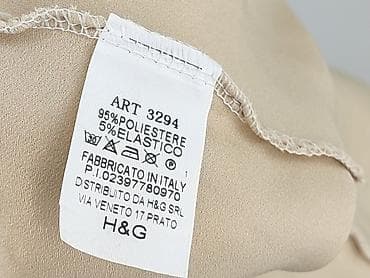 ART 3294
95%POLIESTERE
5%ELASTICO
FABBRICATO IN ITALY
P.I.02397780970
DISTRIBUITO DA H&G SRL
VIA VENETO 17 PRATO
H&G